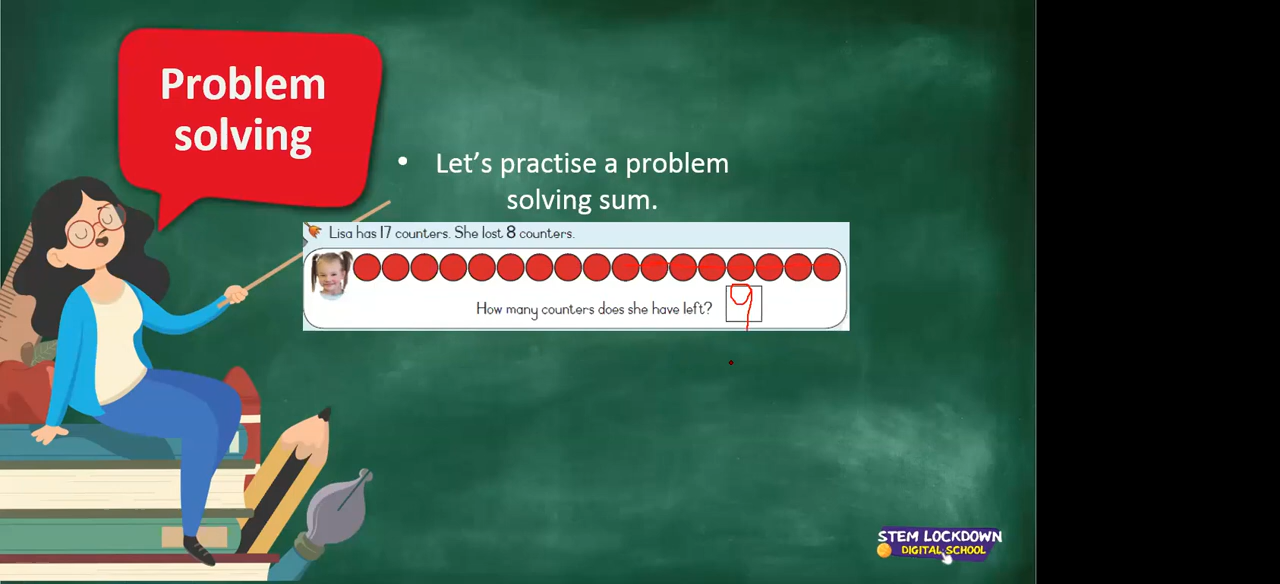 Problem
solving
• Let's practise a problem
solving sum.
Lisa has 17 counters. She lost 8 counters.
How many counters does she have left? 9
STEM LOCKDOWN
DIGITAL SCHOOL